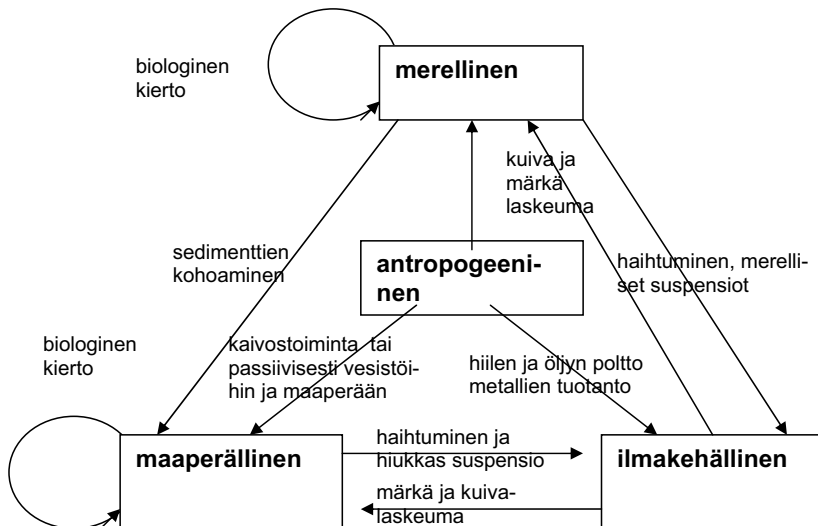 biologinen
kierto
merellinen
kuiva ja
märkä
laskeuma
sedimenttien
kohoaminen
antropogeeni-
nen
haihtuminen, merelli-
set suspensiot
biologinen
kierto
kaivostoiminta tai
passiivisesti vesistöi-
hin ja maaperään
hiilen ja öljyn poltto
metallien tuotanto
maaperällinen
haihtuminen ja
hiukkas suspensio
märkä ja kuiva-
laskeuma
ilmakehällinen